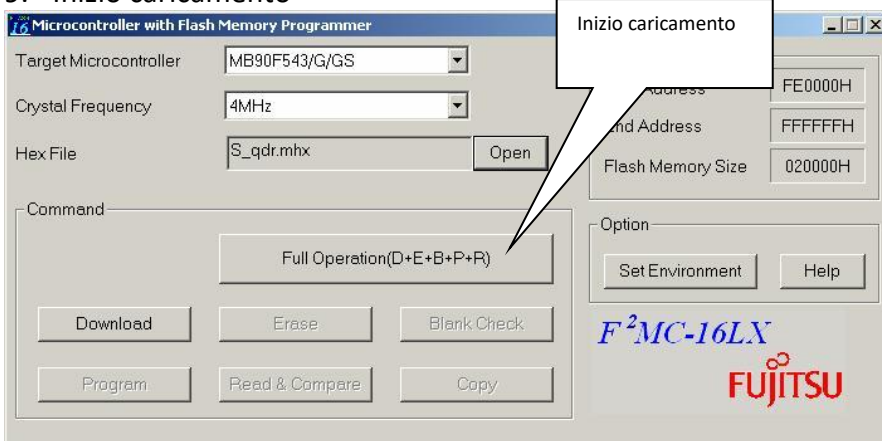 Inizio caricamento
Microcontroller with Flash Memory Programmer
Inizio caricamento
Target Microcontroller MB90F543/G/GS
Crystal Frequency 4MHz
Hex File S_qdr.mhx Open
Address FE0000H
End Address FFFFFFH
Flash Memory Size 020000H
Command
Full Operation(D+E+B+P+R)
Download Erase Blank Check
Program Read & Compare Copy
Option
Set Environment Help
F²MC-16LX
FUJITSU